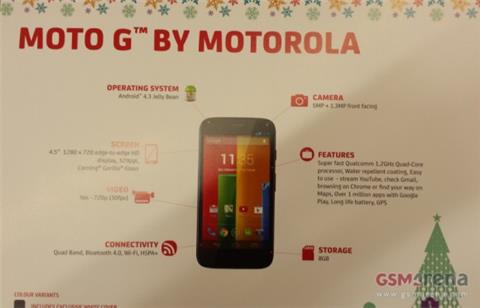 MOTO G™ BY MOTOROLA
OPERATING SYSTEM
Android™ 4.3 Jelly Bean
CAMERA
5MP + 1.3MP front facing
SCREEN
4.5" 1280 x 720 edge-to-edge HD
display, 329ppi,
Corning® Gorilla® Glass
FEATURES
Super fast Qualcomm 1.2GHz Quad-Core
processor, Water repellent coating, Easy
to use - stream YouTube, check Gmail,
browsing on Chrome or find your way on
Maps, Over 1 million apps with Google
Play, Long life battery, GPS
VIDEO
Yes - 720p (30fps)
CONNECTIVITY
Quad Band, Bluetooth 4.0, Wi-Fi, HSPA+
STORAGE
8GB
COLOUR VARIANTS
INCLUDES EXCLUSIVE WHITE COVER
GSMArena